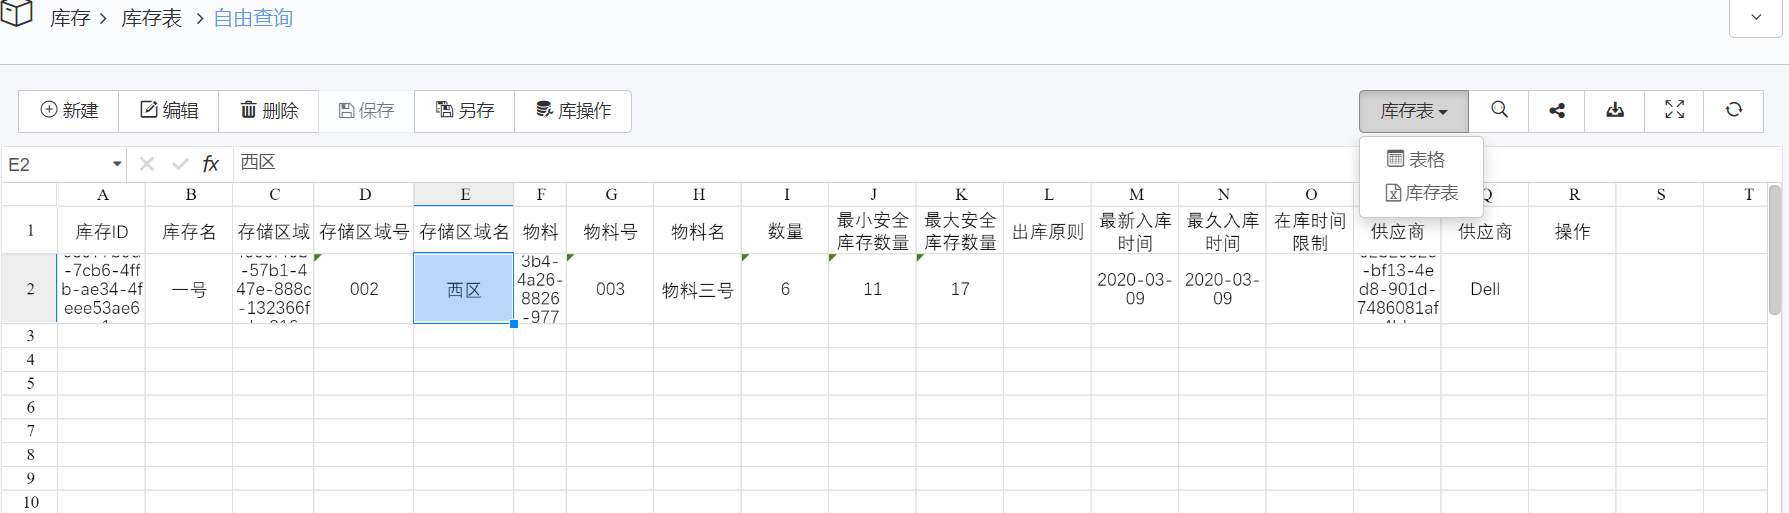 库存 > 库存表 > 自由查询
新建 编辑 删除 保存 另存 库操作 库存表
表格
库存表
E2 fx 西区
A B C D E F G H I J K L M N O Q R S T
1 库存ID 库存名 存储区域 存储区域号 存储区域名 物料 物料号 物料名 数量 最小安全 最大安全 出库原则 最新入库 最久入库 在库时间 供应商 供应商 操作
库存数量 库存数量 时间 时间 限制
-7cb6-4ff -57b1-4 3b4- -bf13-4e
2 b-ae34-4f 一号 47e-888c 002 西区 4a26- 003 物料三号 6 11 17 2020-03- 2020-03- d8-901d- Dell
eee53ae6 -132366f 8826 09 09 7486081af
-977
3
4
5
6
7
8
9
10